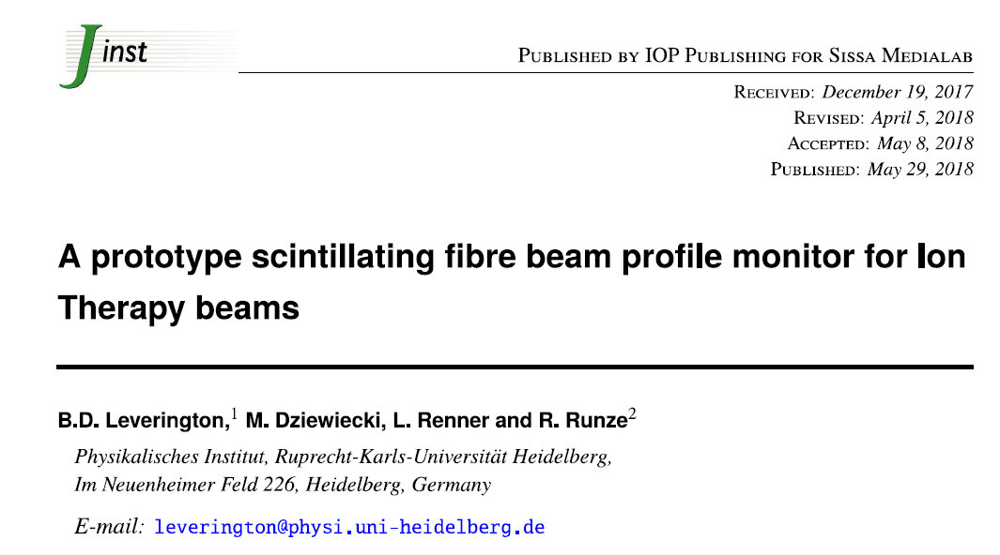 Jinst
PUBLISHED BY IOP PUBLISHING FOR SISSA MEDIALAB
RECEIVED: December 19, 2017
REVISED: April 5, 2018
ACCEPTED: May 8, 2018
PUBLISHED: May 29, 2018
A prototype scintillating fibre beam profile monitor for Ion
Therapy beams
B.D. Leverington,1 M. Dziewiecki, L. Renner and R. Runze2
Physikalisches Institut, Ruprecht-Karls-Universität Heidelberg,
Im Neuenheimer Feld 226, Heidelberg, Germany
E-mail: leverington@physi.uni-heidelberg.de